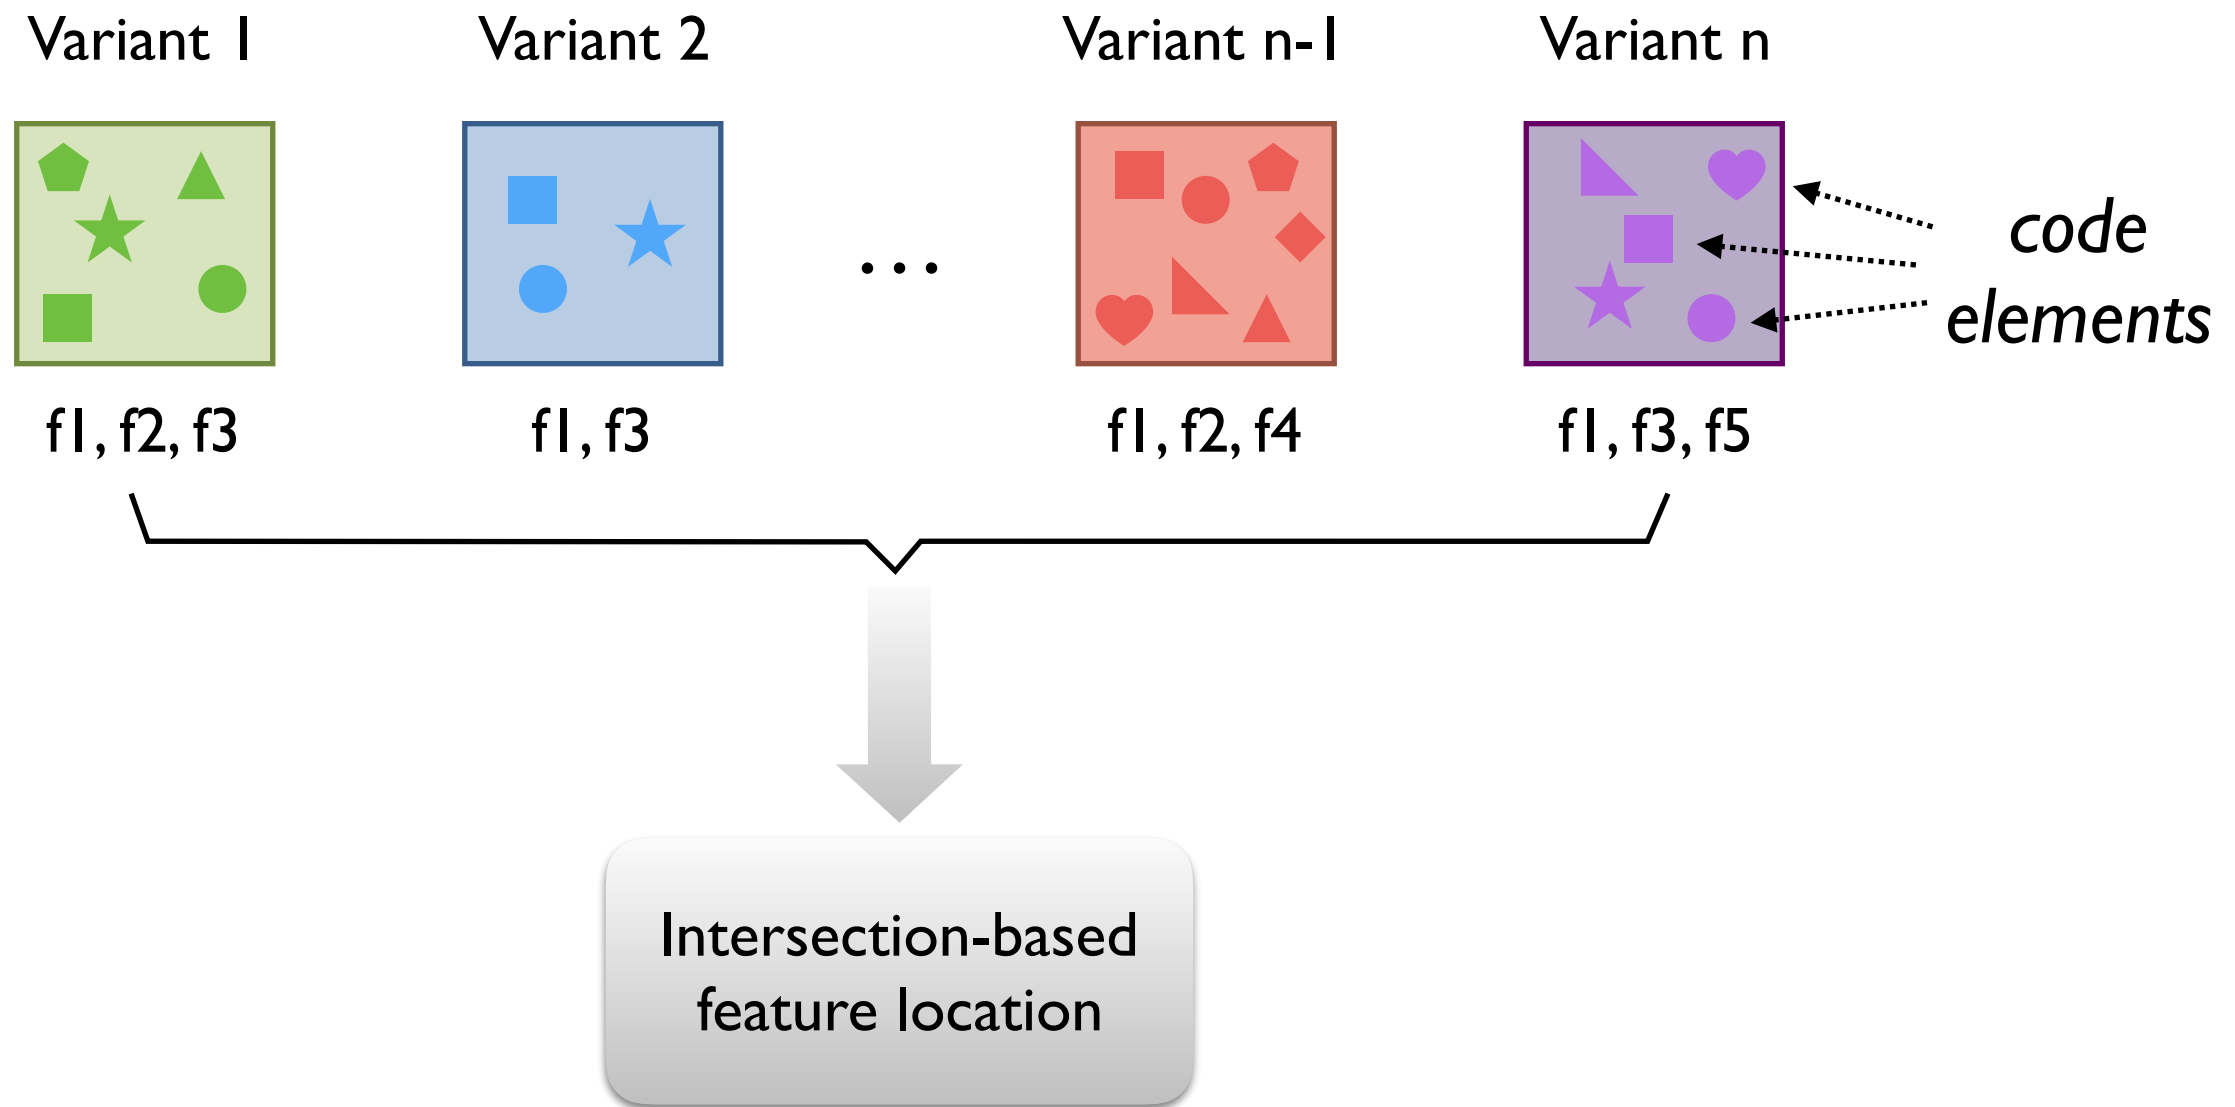 Variant 1
Variant 2
Variant n-1
Variant n
...
code
elements
f1, f2, f3
f1, f3
f1, f2, f4
f1, f3, f5
Intersection-based
feature location